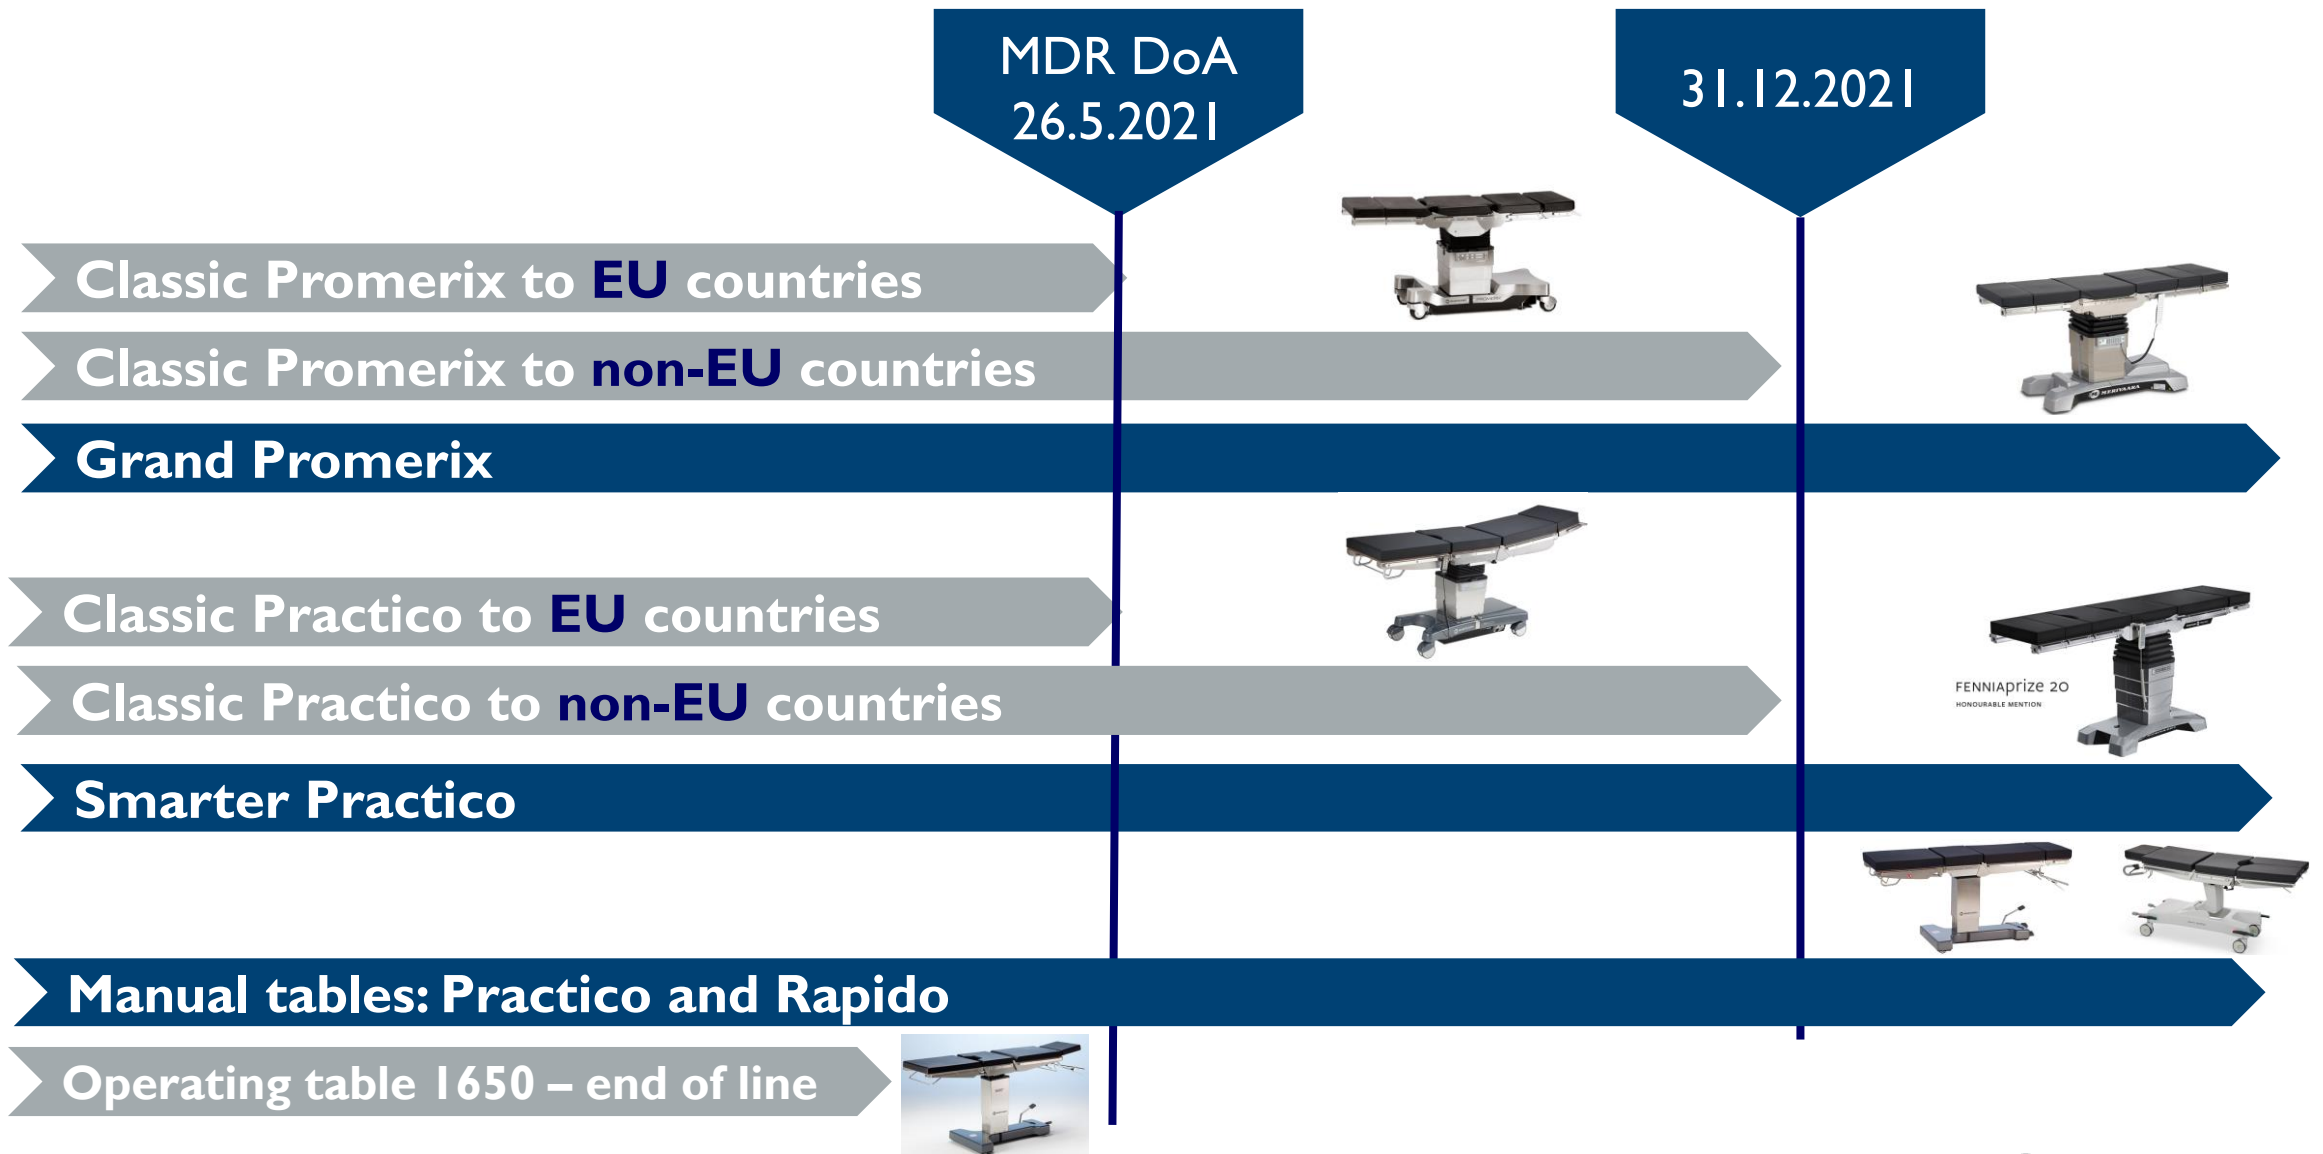 MDR DoA
26.5.2021
31.12.2021
Classic Promerix to EU countries
Classic Promerix to non-EU countries
MERIVAARA
Grand Promerix
Classic Practico to EU countries
Classic Practico to non-EU countries
FENNIAprize 20
HONOURABLE MENTION
Smarter Practico
Manual tables: Practico and Rapido
Operating table 1650 – end of line